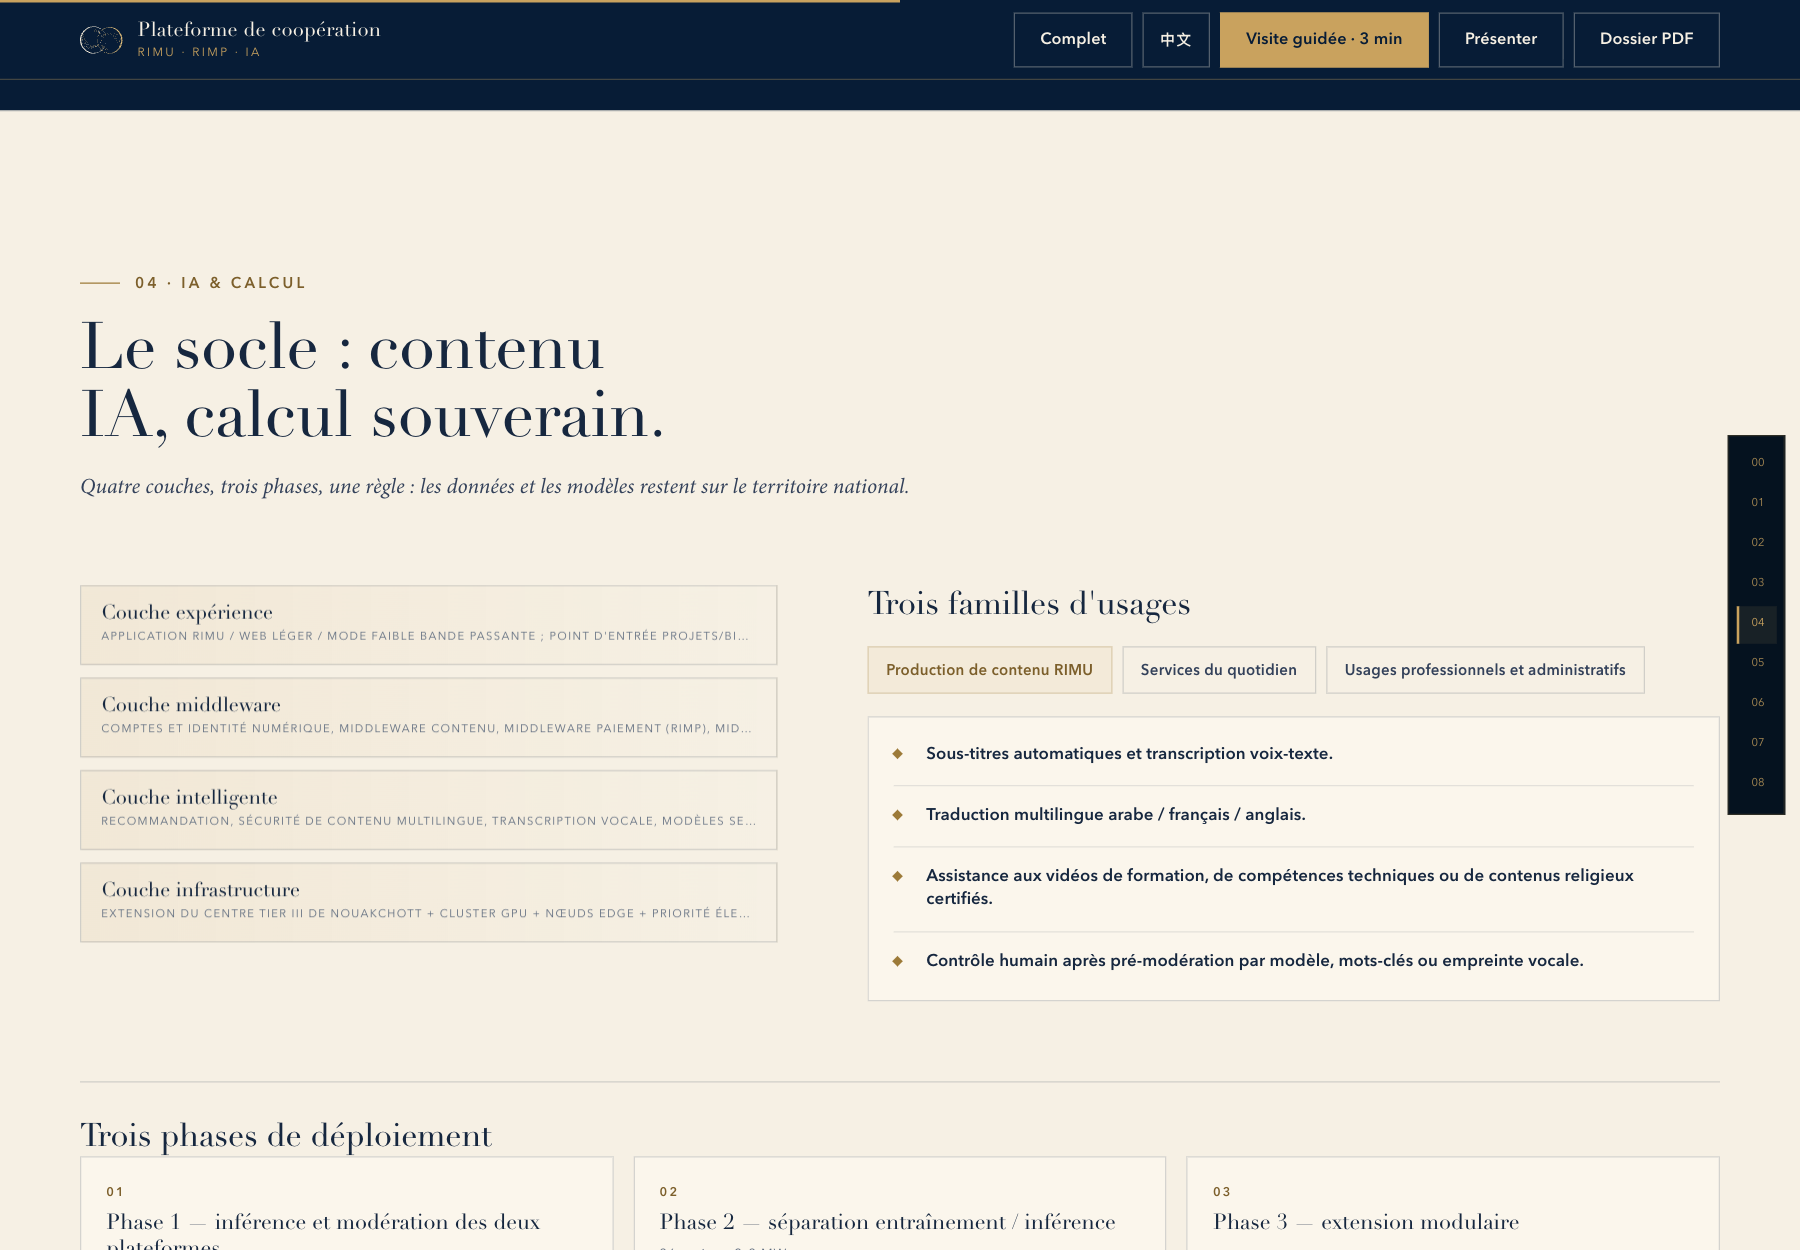 Plateforme de coopération
RIMU · RIMP · IA
Complet
中文
Visite guidée · 3 min
Présenter
Dossier PDF
04 · IA & CALCUL
Le socle : contenu
IA, calcul souverain.
Quatre couches, trois phases, une règle : les données et les modèles restent sur le territoire national.
Couche expérience
APPLICATION RIMU / WEB LÉGER / MODE FAIBLE BANDE PASSANTE ; POINT D'ENTRÉE PROJETS/BI…
Couche middleware
COMPTES ET IDENTITÉ NUMÉRIQUE, MIDDLEWARE CONTENU, MIDDLEWARE PAIEMENT (RIMP), MID…
Couche intelligente
RECOMMANDATION, SÉCURITÉ DE CONTENU MULTILINGUE, TRANSCRIPTION VOCALE, MODÈLES SE…
Couche infrastructure
EXTENSION DU CENTRE TIER III DE NOUAKCHOTT + CLUSTER GPU + NŒUDS EDGE + PRIORITÉ ÉLE…
Trois familles d'usages
Production de contenu RIMU
Services du quotidien
Usages professionnels et administratifs
Sous-titres automatiques et transcription voix-texte.
Traduction multilingue arabe / français / anglais.
Assistance aux vidéos de formation, de compétences techniques ou de contenus religieux
certifiés.
Contrôle humain après pré-modération par modèle, mots-clés ou empreinte vocale.
00
01
02
03
04
05
06
07
08
Trois phases de déploiement
01
Phase 1 — inférence et modération des deux
plateformes
02
Phase 2 — séparation entraînement / inférence
03
Phase 3 — extension modulaire